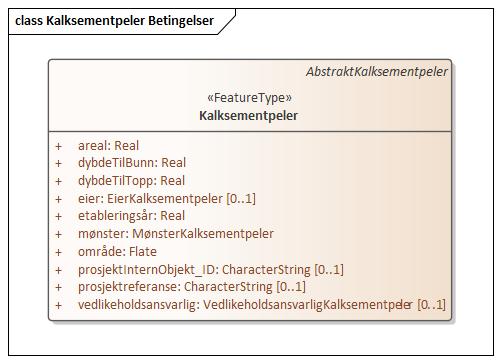 class Kalksementpeler Betingelser
AbstraktKalksementpeler
«FeatureType»
Kalksementpeler
+ areal: Real
+ dybdeTilBunn: Real
+ dybdeTilTopp: Real
+ eier: EierKalksementpeler [0..1]
+ etableringsår: Real
+ mønster: MønsterKalksementpeler
+ område: Flate
+ prosjektInternObjekt_ID: CharacterString [0..1]
+ prosjektreferanse: CharacterString [0..1]
+ vedlikeholdsansvarlig: VedlikeholdsansvarligKalksementpeler [0..1]